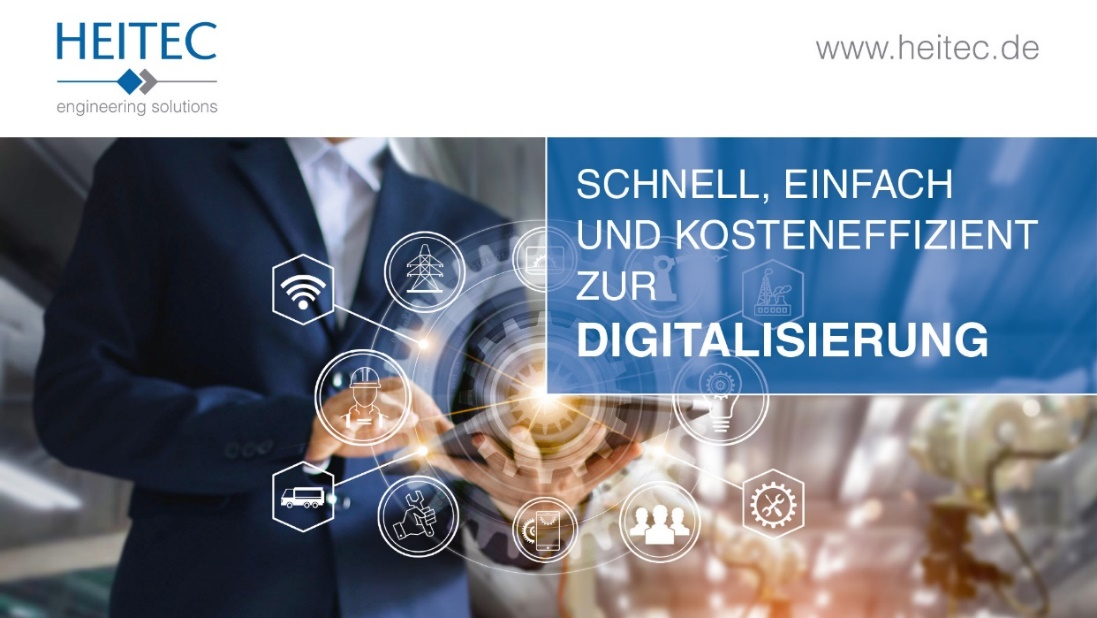 HEITEC
engineering solutions
www.heitec.de
SCHNELL, EINFACH
UND KOSTENEFFIZIENT
ZUR
DIGITALISIERUNG